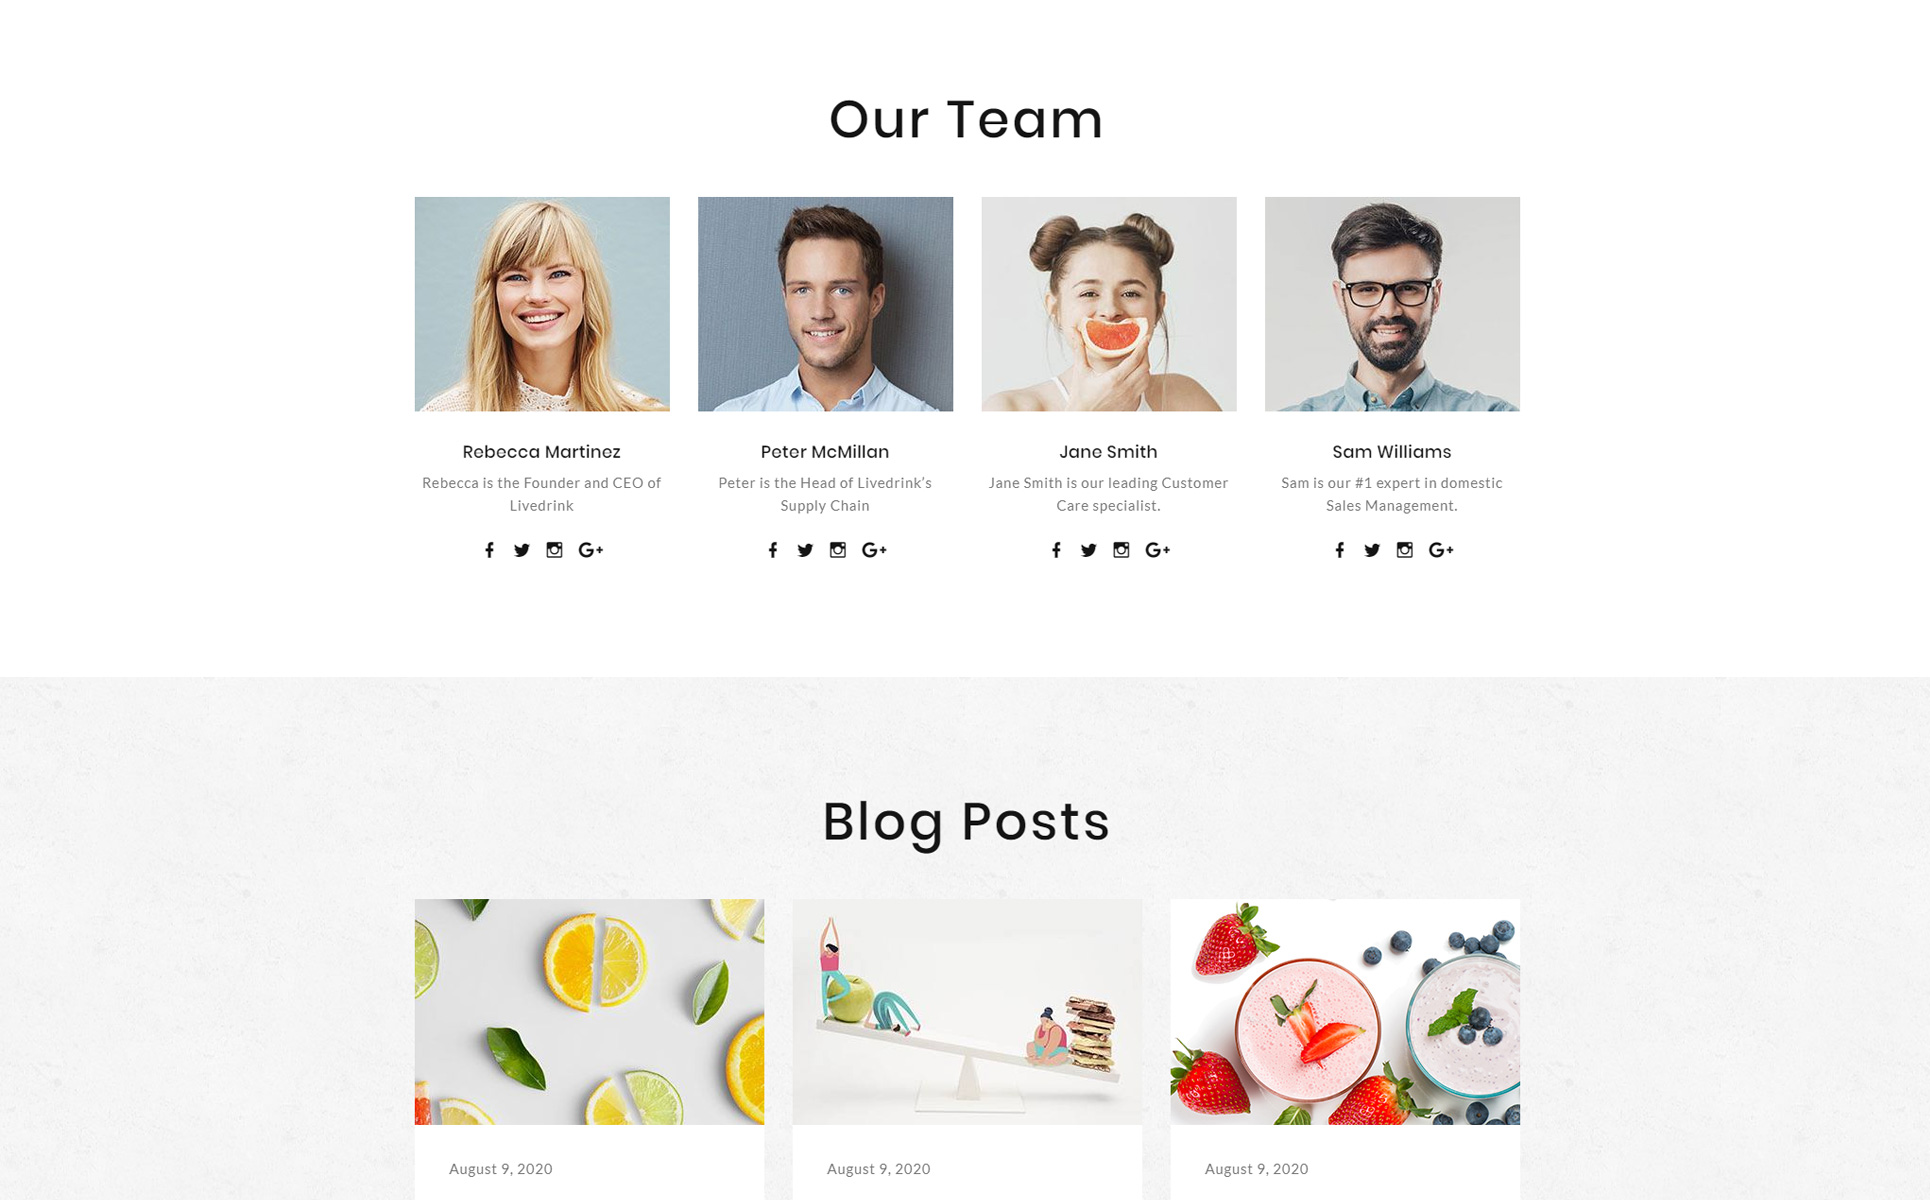 Our Team
Rebecca Martinez
Rebecca is the Founder and CEO of
Livedrink
Peter McMillan
Peter is the Head of Livedrink's
Supply Chain
Jane Smith
Jane Smith is our leading Customer
Care specialist.
Sam Williams
Sam is our #1 expert in domestic
Sales Management.
Blog Posts
August 9, 2020
August 9, 2020
August 9, 2020